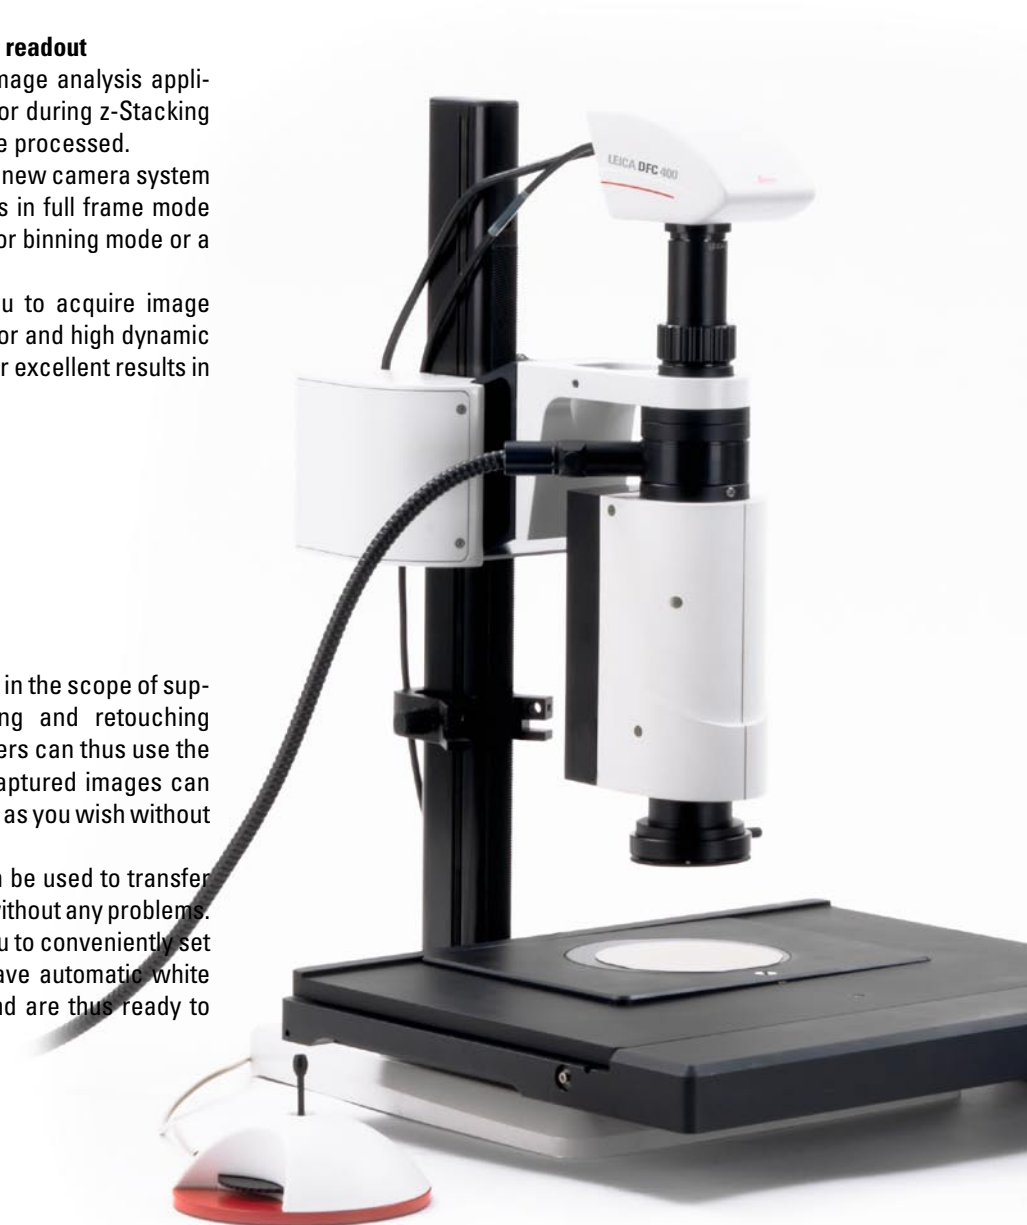 readout
mage analysis appli-
or during z-Stacking
e processed.
new camera system
s in full frame mode
or binning mode or a
u to acquire image
or and high dynamic
r excellent results in
in the scope of sup-
ng and retouching
ers can thus use the
aptured images can
as you wish without
n be used to transfer
without any problems.
u to conveniently set
ave automatic white
nd are thus ready to
LEICA DFC 400